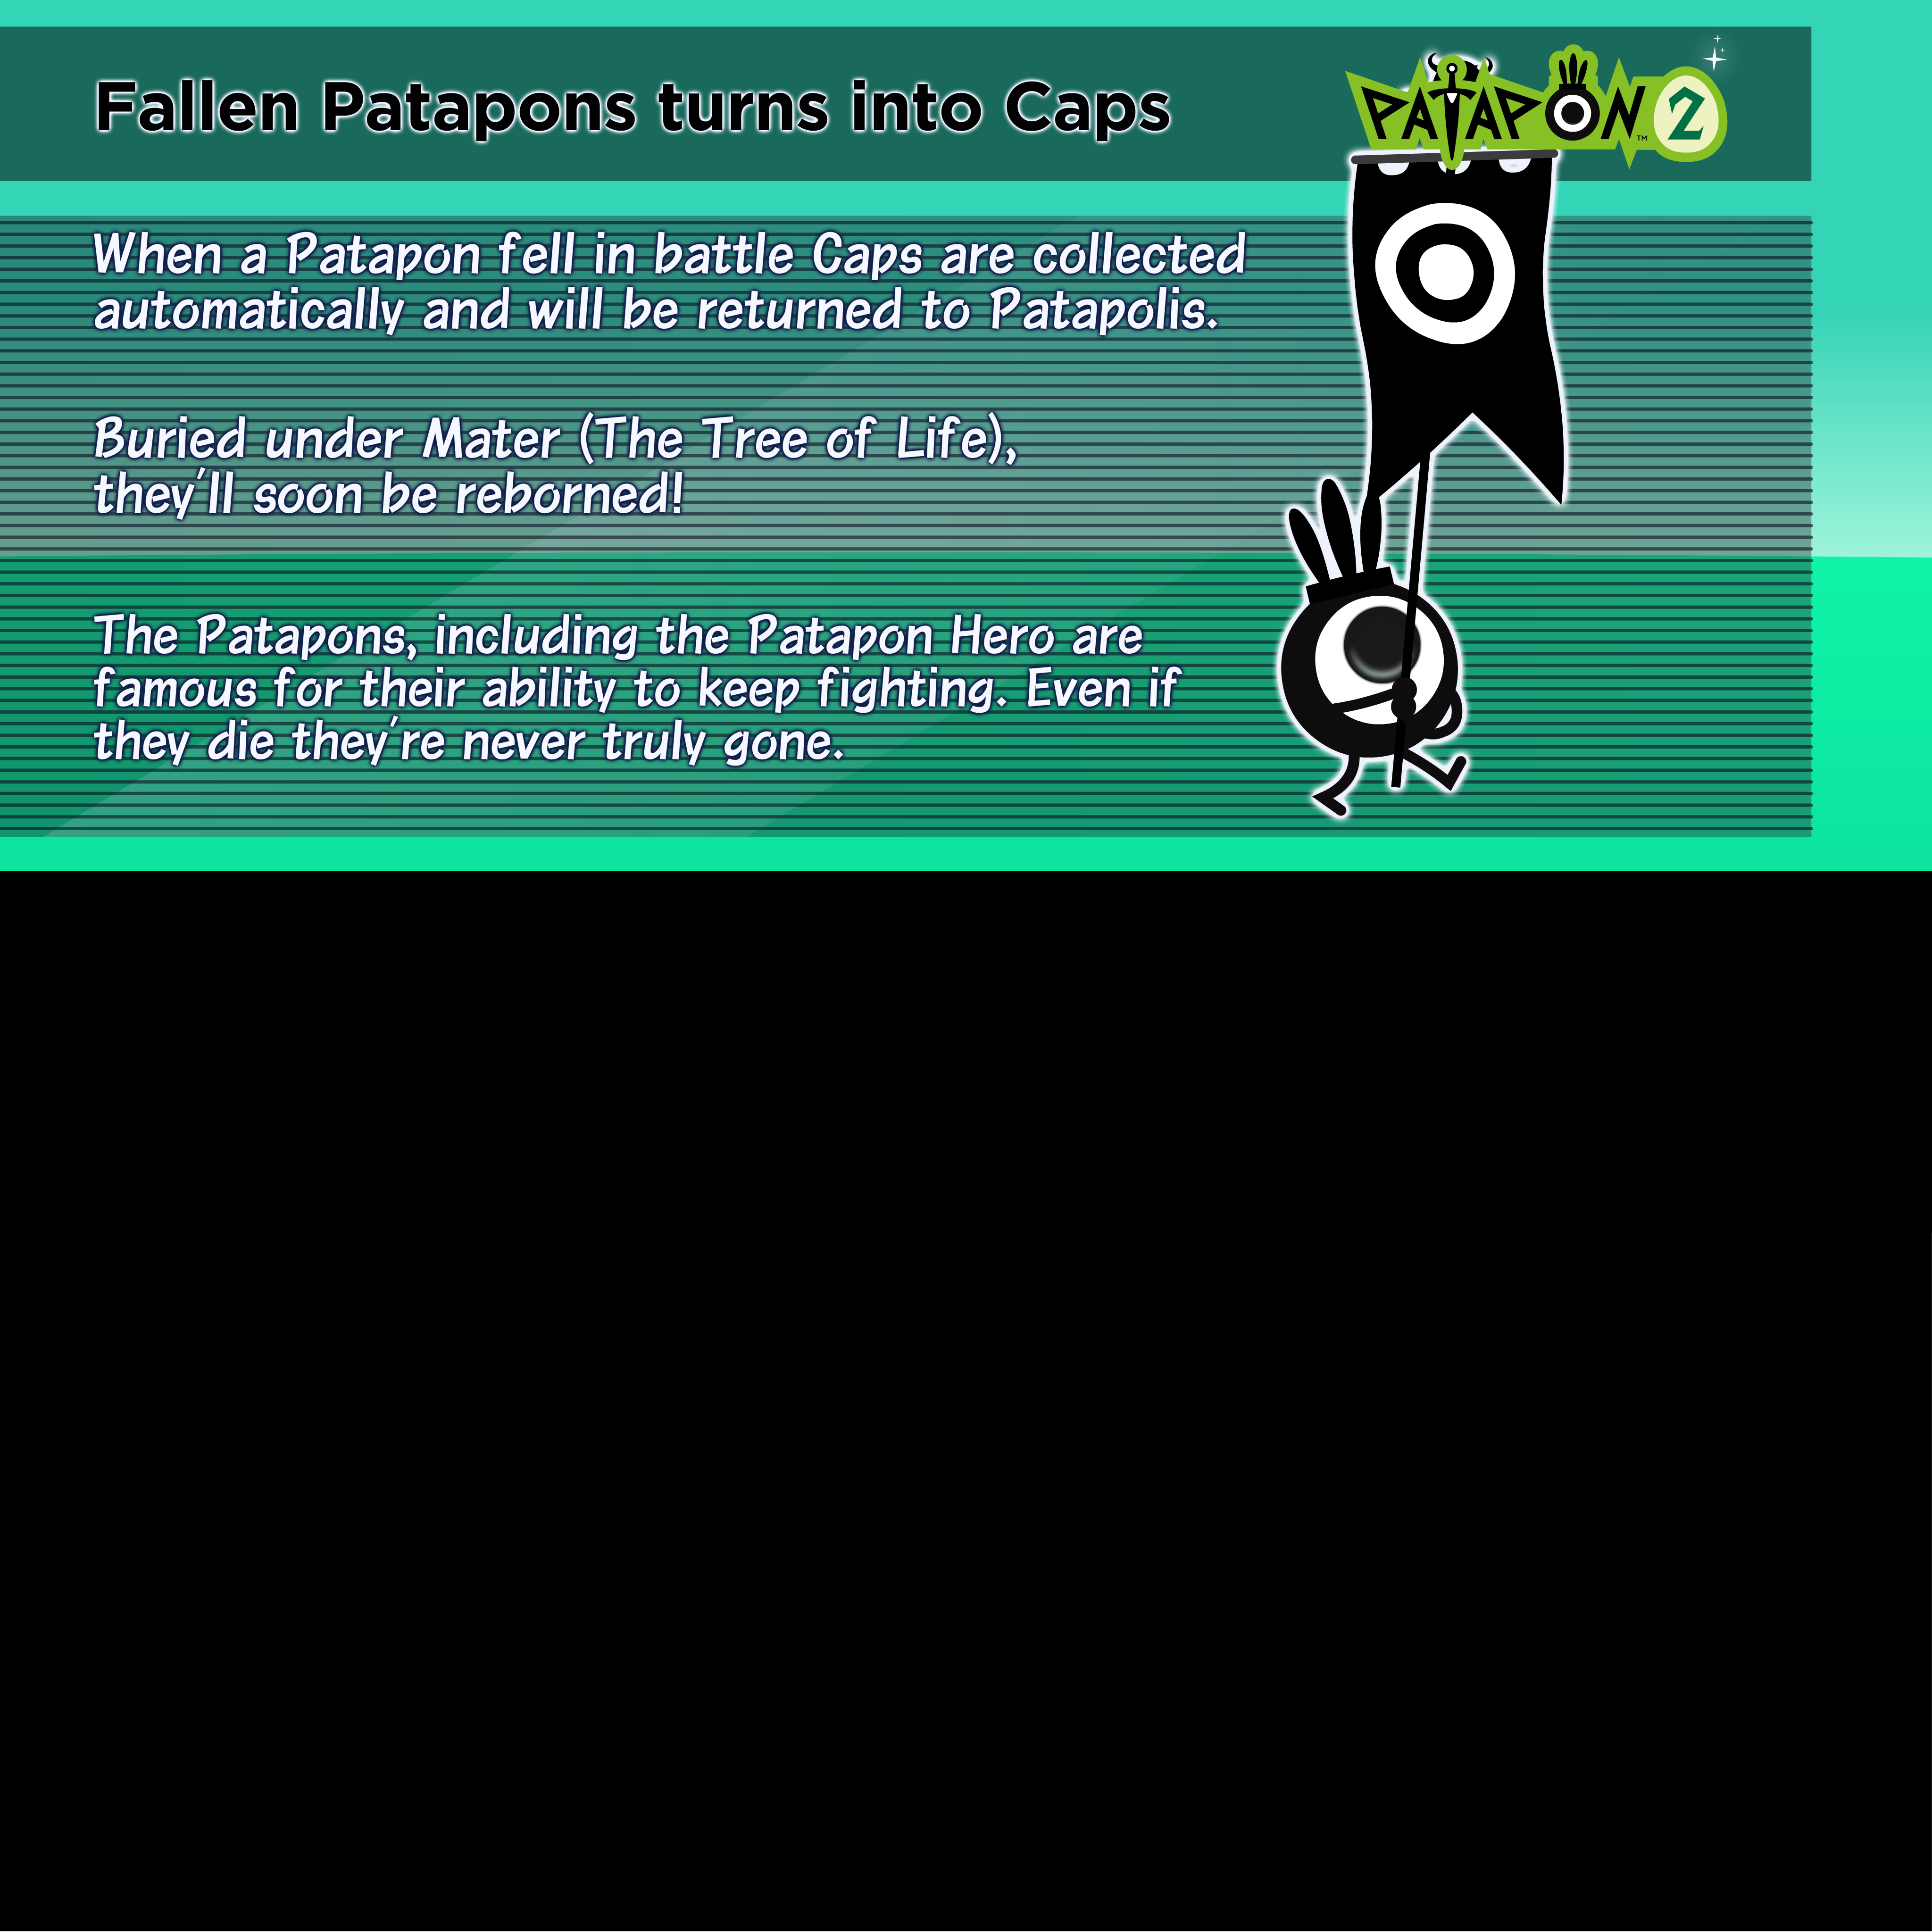 Fallen Patapons turns into Caps
PATAPON 2
TM
When a Patapon fell in battle Caps are collected
automatically and will be returned to Patapolis.
Buried under Mater (The Tree of Life),
they'll soon be reborned!
The Patapons, including the Patapon Hero are
famous for their ability to keep fighting. Even if
they die they're never truly gone.